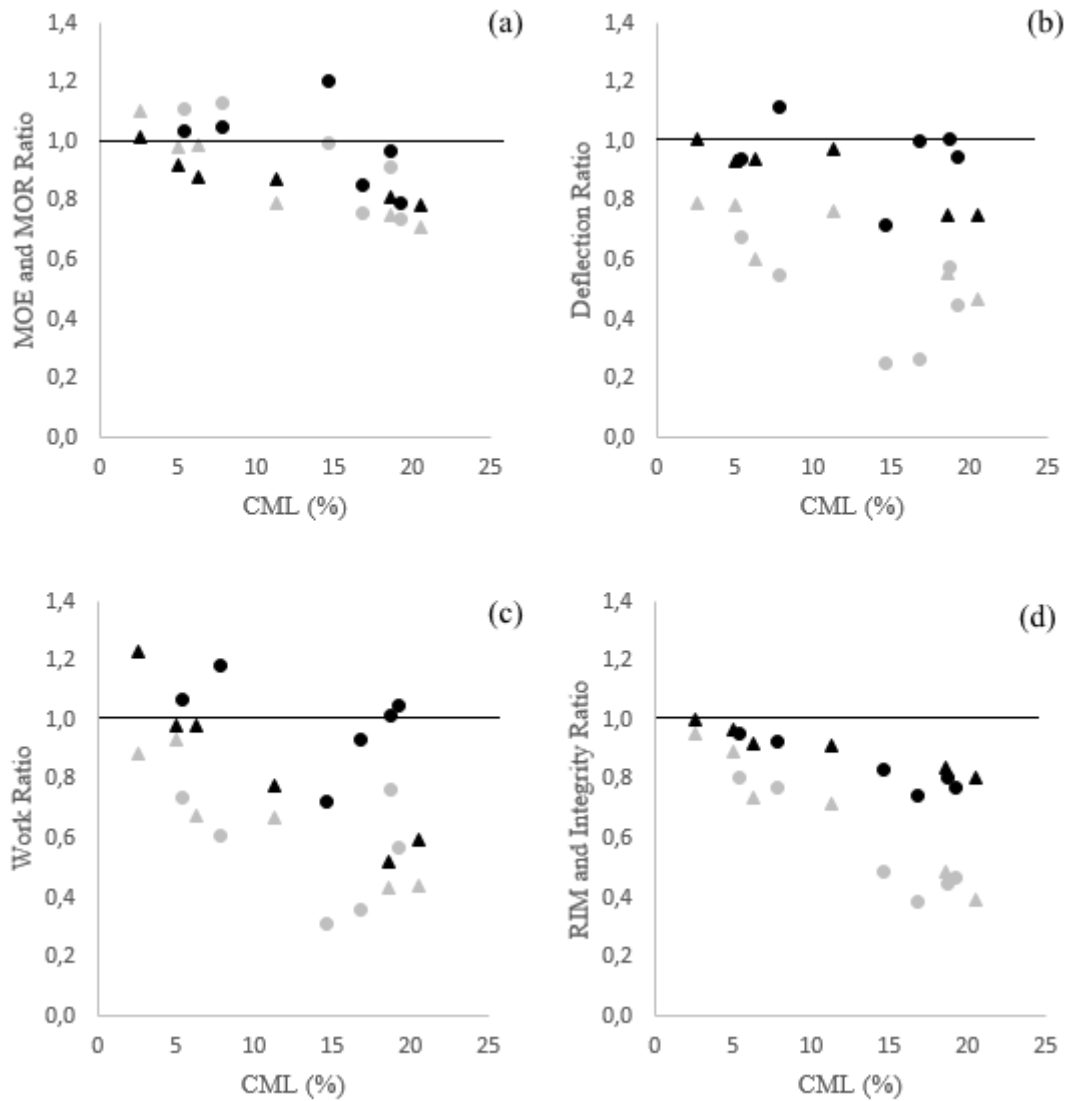 (a)
MOE and MOR Ratio
1,4
1,2
1,0
0,8
0,6
0,4
0,2
0,0
0 5 10 15 20 25
CML (%)
(b)
Deflection Ratio
1,4
1,2
1,0
0,8
0,6
0,4
0,2
0,0
0 5 10 15 20 25
CML (%)
(c)
Work Ratio
1,4
1,2
1,0
0,8
0,6
0,4
0,2
0,0
0 5 10 15 20 25
CML (%)
(d)
RIM and Integrity Ratio
1,4
1,2
1,0
0,8
0,6
0,4
0,2
0,0
0 5 10 15 20 25
CML (%)